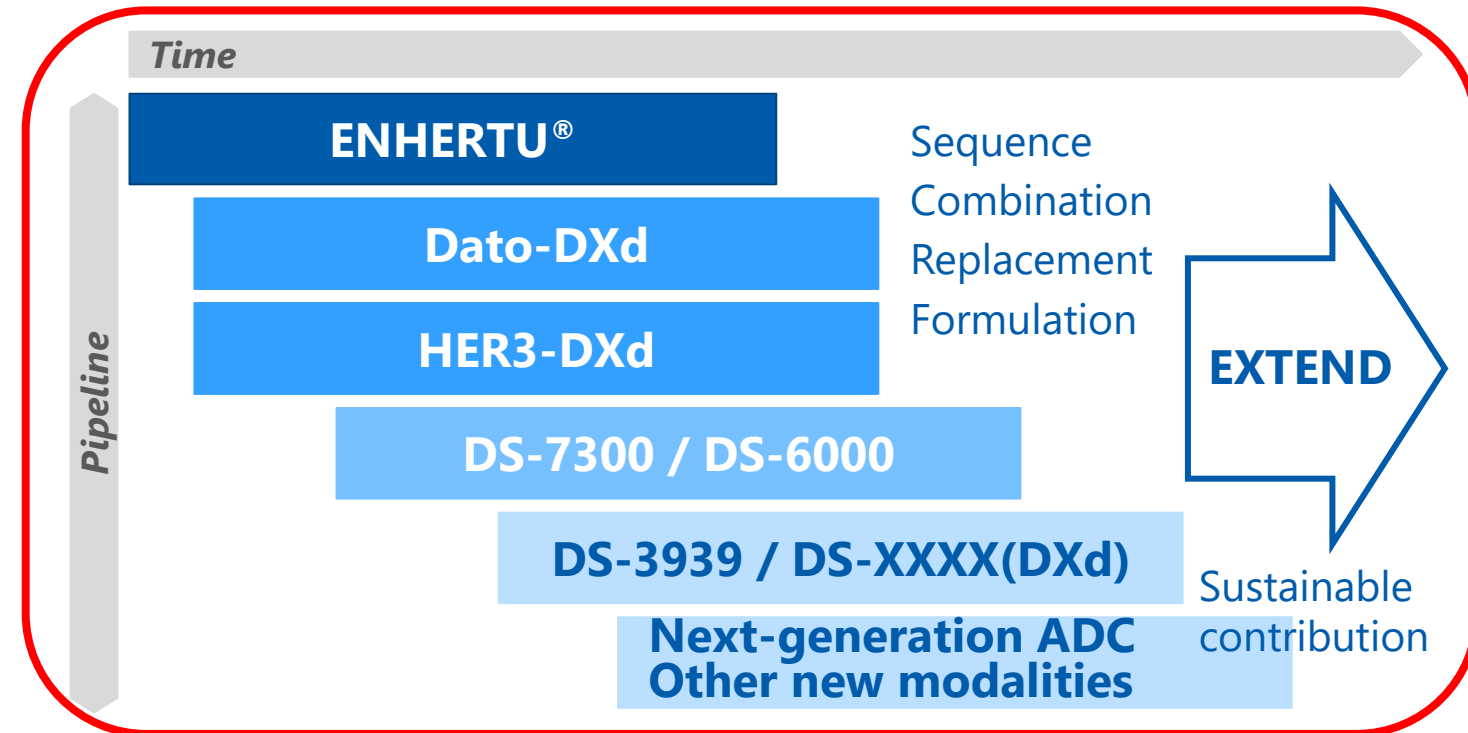 Time
Pipeline
ENHERTU®
Dato-DXd
HER3-DXd
DS-7300 / DS-6000
DS-3939 / DS-XXXX(DXd)
Next-generation ADC
Other new modalities
Sequence
Combination
Replacement
Formulation
EXTEND
Sustainable
contribution